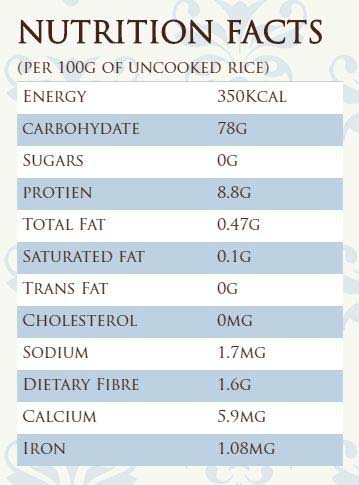 NUTRITION FACTS
(PER 100G OF UNCOOKED RICE)
ENERGY 350KCAL
CARBOHYDATE 78G
SUGARS 0G
PROTIEN 8.8G
TOTAL FAT 0.47G
SATURATED FAT 0.1G
TRANS FAT 0G
CHOLESTEROL 0MG
SODIUM 1.7MG
DIETARY FIBRE 1.6G
CALCIUM 5.9MG
IRON 1.08MG